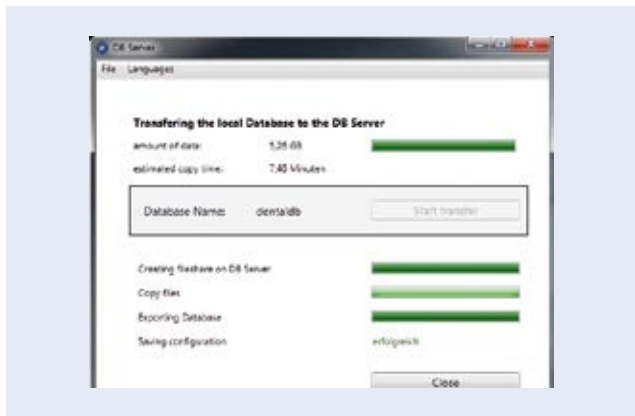 DB Server
File Languages
Transfering the local Database to the DB Server
amount of data: 5,26 GB
estimated copy time: 7,48 Minuten
Database Name: dentaldb Start transfer
Creating fileshare on DB Server
Copy files
Exporting Database
Saving configuration erfolgreich
Close